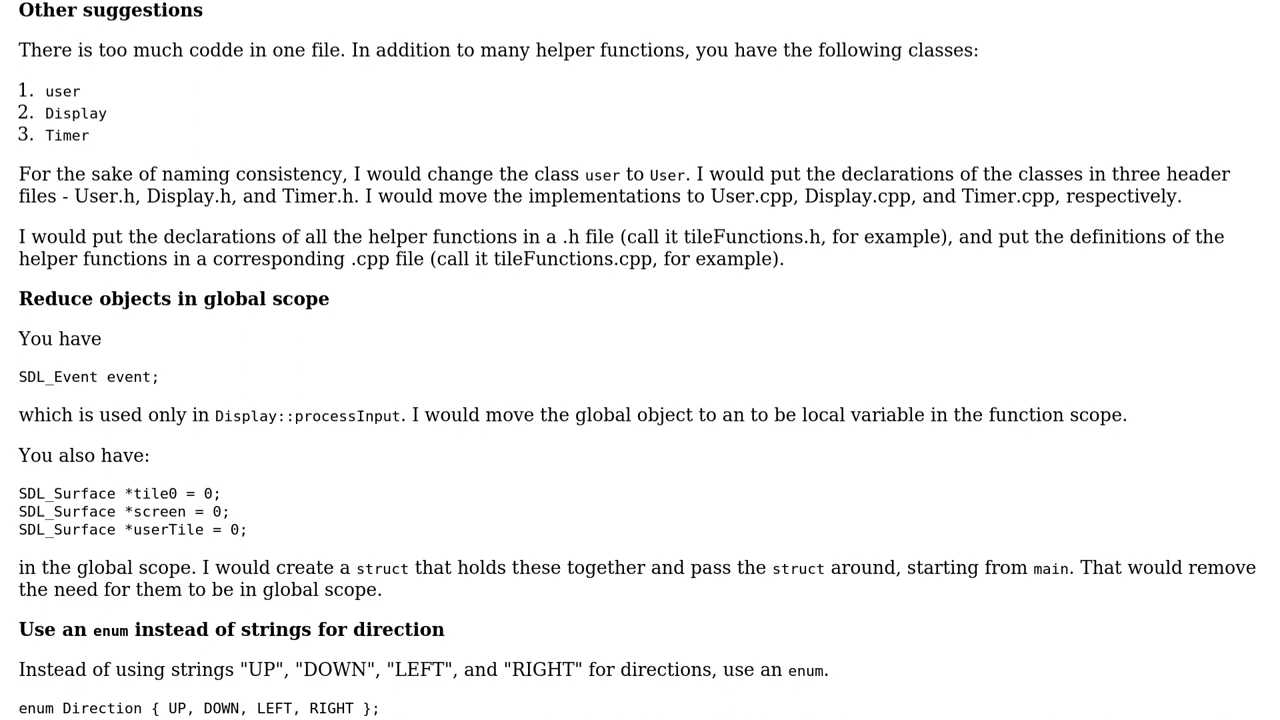 Other suggestions
There is too much codde in one file. In addition to many helper functions, you have the following classes:
1. user
2. Display
3. Timer
For the sake of naming consistency, I would change the class user to User. I would put the declarations of the classes in three header
files - User.h, Display.h, and Timer.h. I would move the implementations to User.cpp, Display.cpp, and Timer.cpp, respectively.
I would put the declarations of all the helper functions in a .h file (call it tileFunctions.h, for example), and put the definitions of the
helper functions in a corresponding .cpp file (call it tileFunctions.cpp, for example).
Reduce objects in global scope
You have
SDL_Event event;
which is used only in Display::processInput. I would move the global object to an to be local variable in the function scope.
You also have:
SDL_Surface *tile0 = 0;
SDL_Surface *screen = 0;
SDL_Surface *userTile = 0;
in the global scope. I would create a struct that holds these together and pass the struct around, starting from main. That would remove
the need for them to be in global scope.
Use an enum instead of strings for direction
Instead of using strings "UP", "DOWN", "LEFT", and "RIGHT" for directions, use an enum.
enum Direction { UP, DOWN, LEFT, RIGHT };